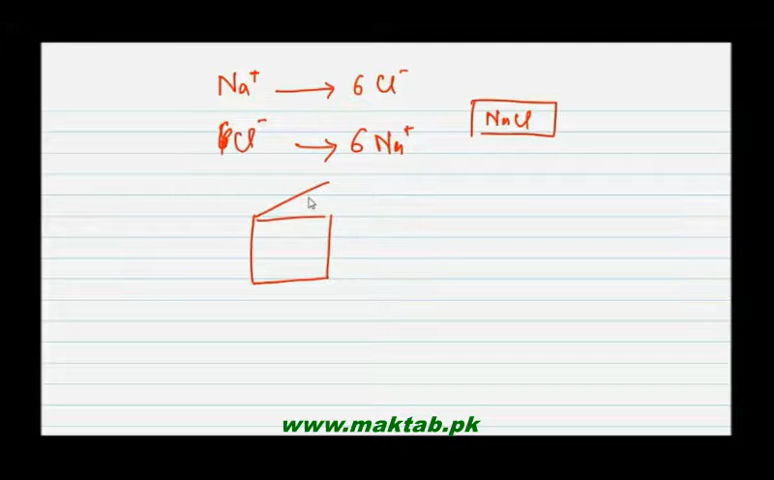 Na⁺ → 6 Cl⁻
Cl⁻ → 6 Na⁺
NaCl
www.maktab.pk